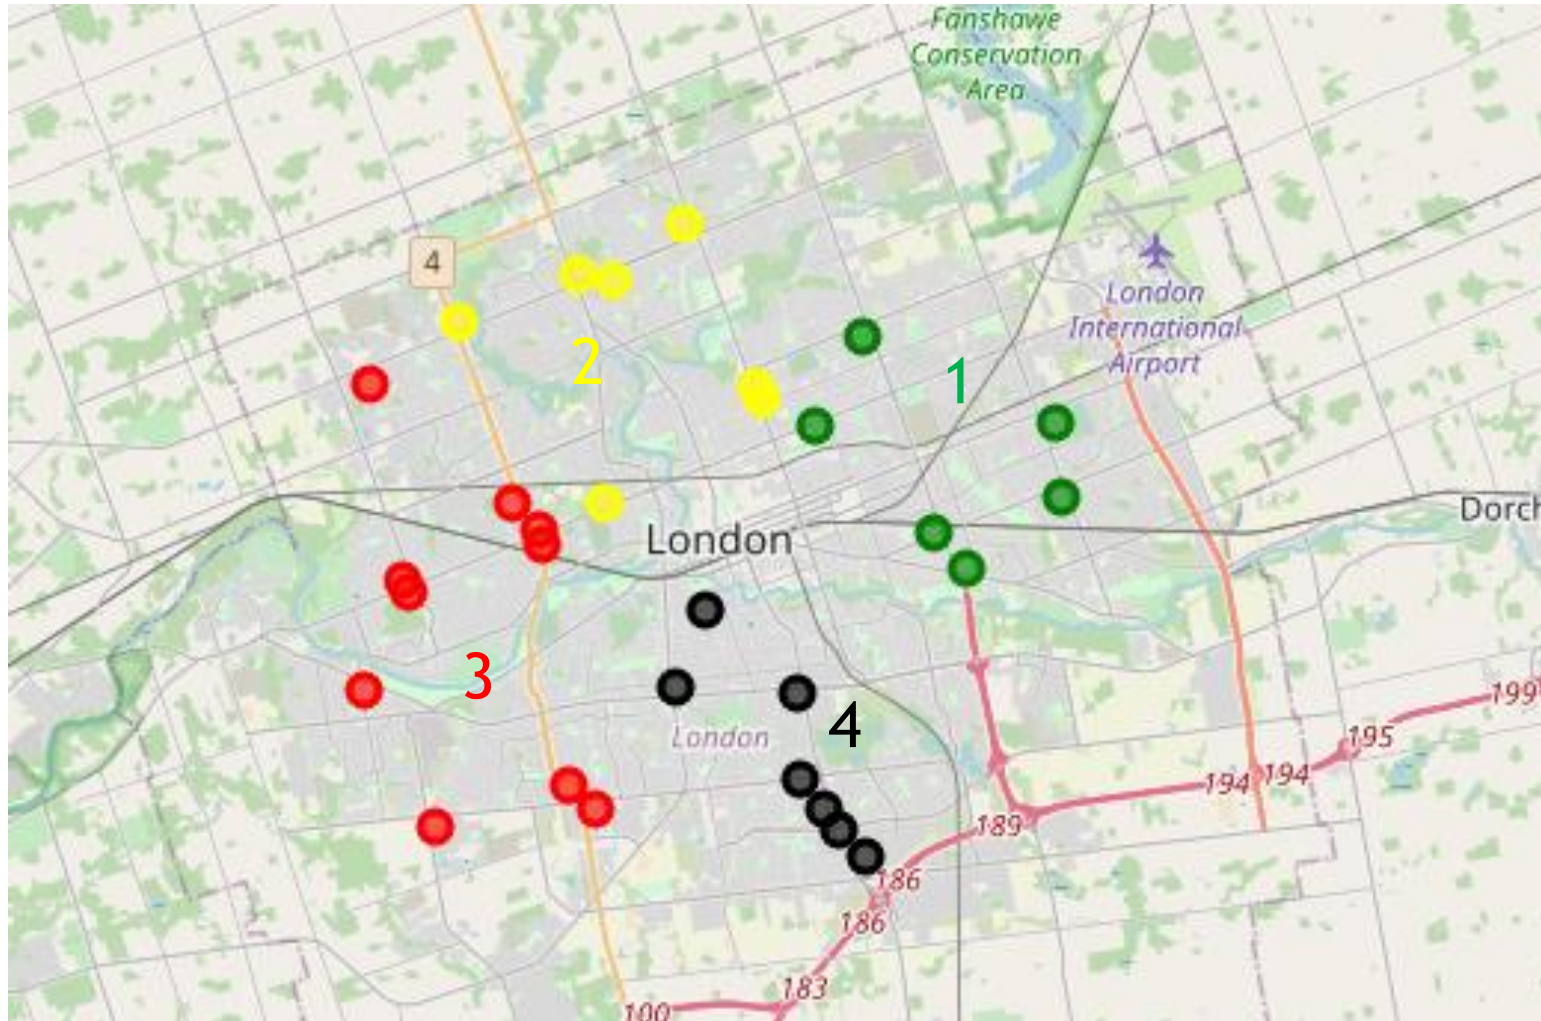 Fanshawe
Conservation
Area
4
London
International
Airport
2
1
London
Dorch
3
London
4
199
195
194
194
189
186
186
183
100